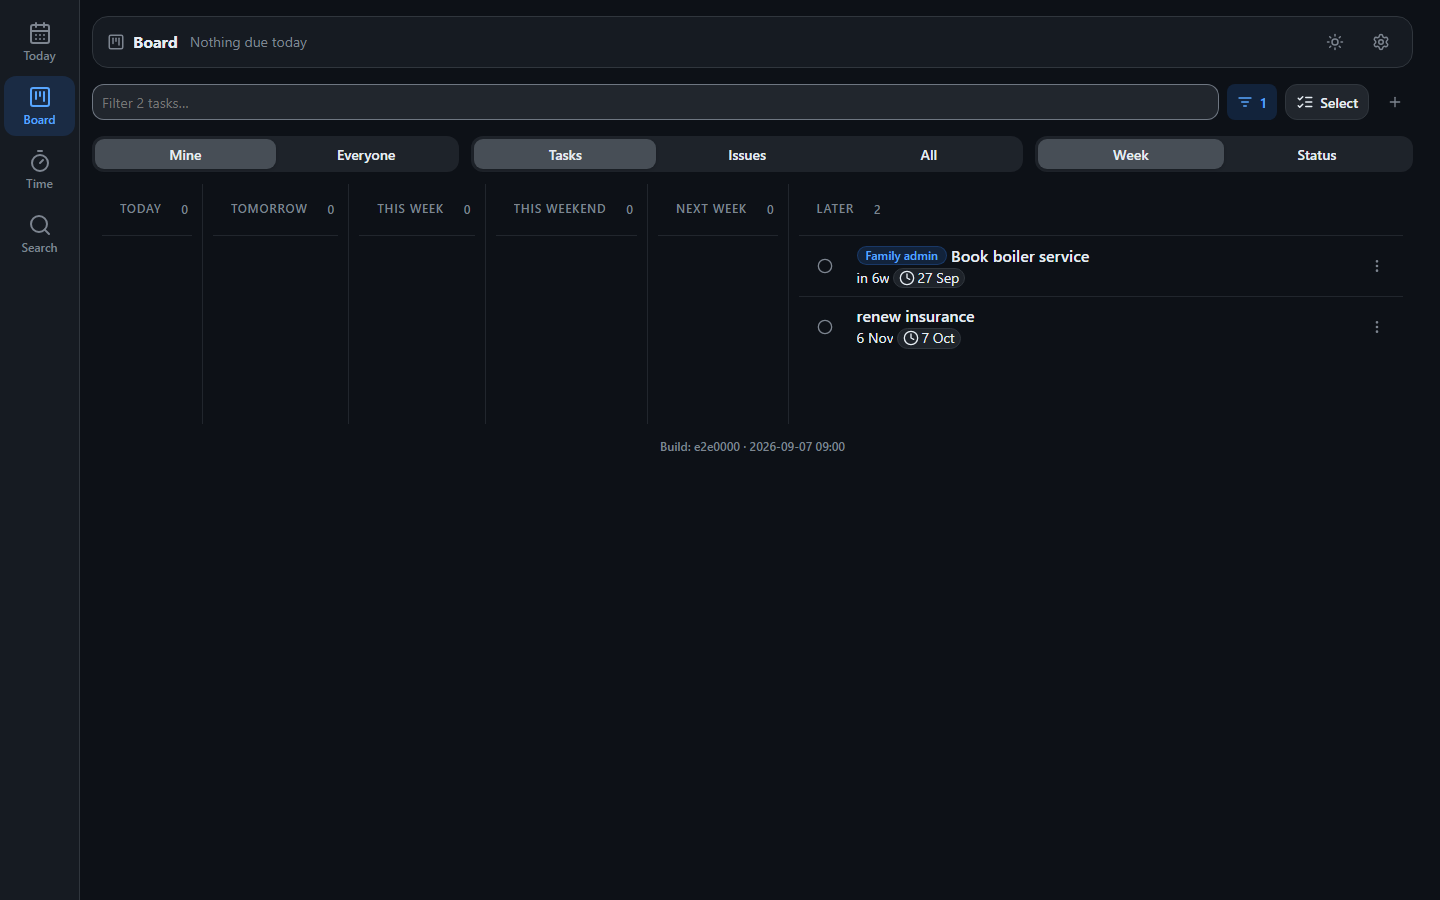 Today
Board
Time
Search
Board Nothing due today
Filter 2 tasks...
1
Select
Mine Everyone
Tasks Issues All
Week Status
TODAY 0
TOMORROW 0
THIS WEEK 0
THIS WEEKEND 0
NEXT WEEK 0
LATER 2
Family admin Book boiler service
in 6w 27 Sep
renew insurance
6 Nov 7 Oct
Build: e2e0000 · 2026-09-07 09:00